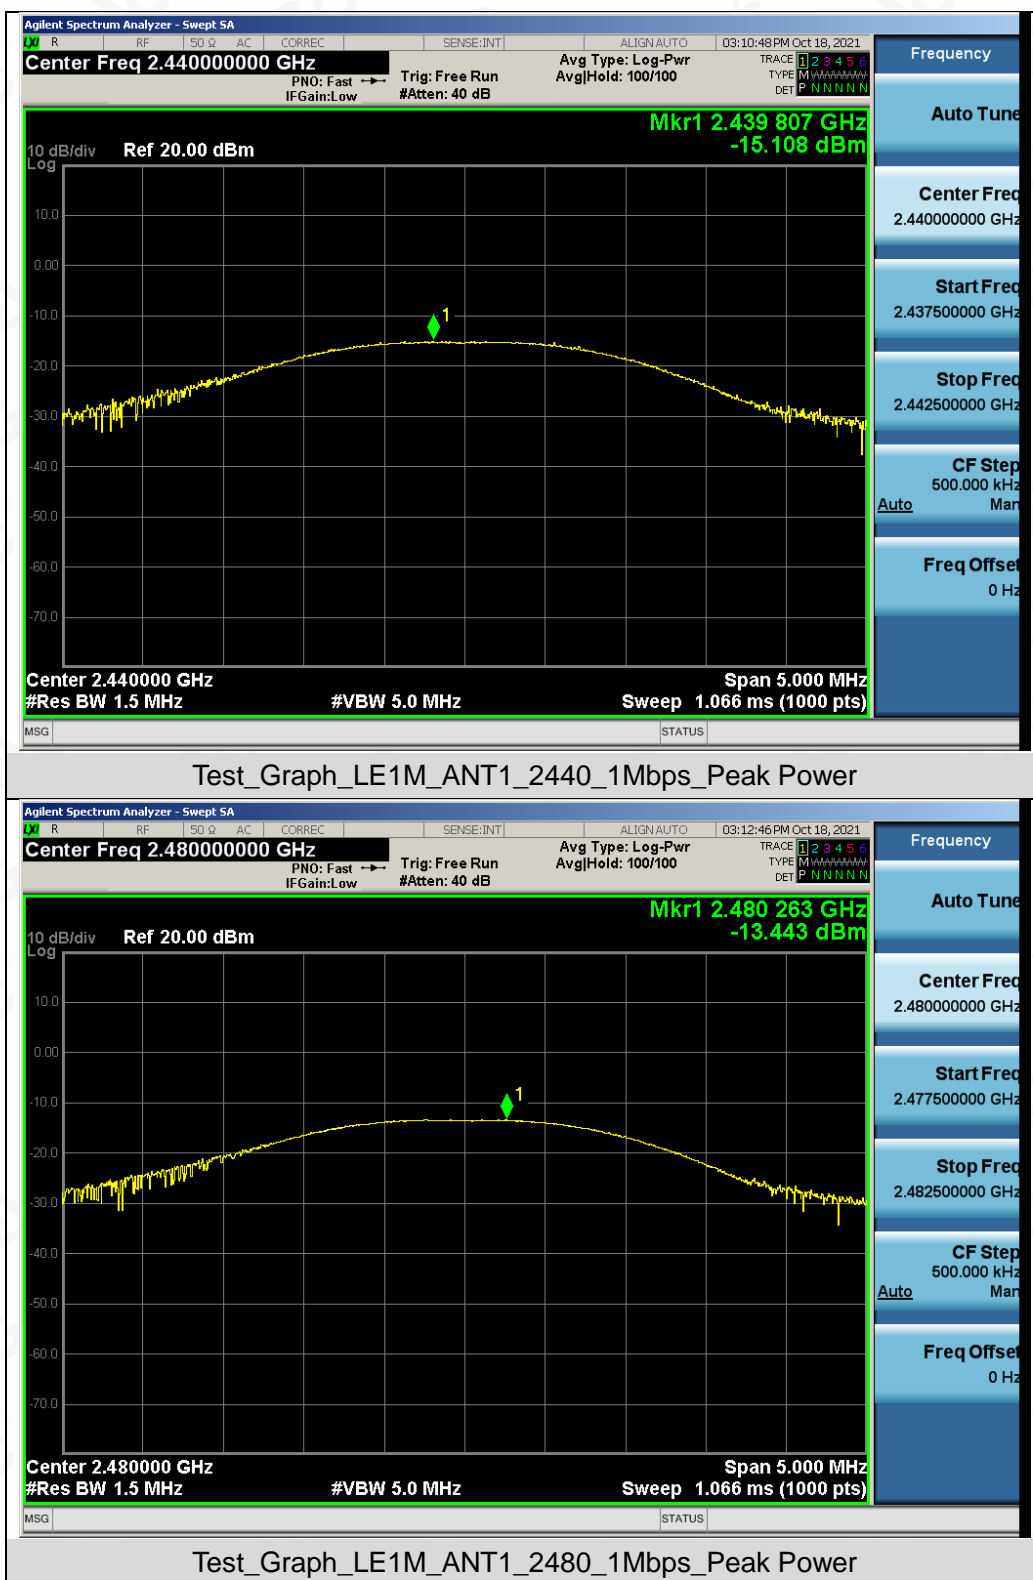 Agilent Spectrum Analyzer - Swept SA
LXI R RF 50 Ω AC CORREC SENSE:INT ALIGN AUTO 03:10:48 PM Oct 18, 2021
Center Freq 2.440000000 GHz Avg Type: Log-Pwr TRACE 1 2 3 4 5 6
PNO: Fast Trig: Free Run Avg|Hold: 100/100 TYPE M WWWWW
IFGain:Low #Atten: 40 dB DET P N N N N N
Mkr1 2.439 807 GHz
-15.108 dBm
10 dB/div Ref 20.00 dBm
Log
10.0
0.00
-10.0
1
-20.0
-30.0
-40.0
-50.0
-60.0
-70.0
Center 2.440000 GHz Span 5.000 MHz
#Res BW 1.5 MHz #VBW 5.0 MHz Sweep 1.066 ms (1000 pts)
MSG STATUS
Frequency
Auto Tune
Center Freq
2.440000000 GHz
Start Freq
2.437500000 GHz
Stop Freq
2.442500000 GHz
CF Step
500.000 kHz
Auto Man
Freq Offset
0 Hz
Test_Graph_LE1M_ANT1_2440_1Mbps_Peak Power
Agilent Spectrum Analyzer - Swept SA
LXI R RF 50 Ω AC CORREC SENSE:INT ALIGN AUTO 03:12:46 PM Oct 18, 2021
Center Freq 2.480000000 GHz Avg Type: Log-Pwr TRACE 1 2 3 4 5 6
PNO: Fast Trig: Free Run Avg|Hold: 100/100 TYPE M WWWWW
IFGain:Low #Atten: 40 dB DET P N N N N N
Mkr1 2.480 263 GHz
-13.443 dBm
10 dB/div Ref 20.00 dBm
Log
10.0
0.00
-10.0
1
-20.0
-30.0
-40.0
-50.0
-60.0
-70.0
Center 2.480000 GHz Span 5.000 MHz
#Res BW 1.5 MHz #VBW 5.0 MHz Sweep 1.066 ms (1000 pts)
MSG STATUS
Frequency
Auto Tune
Center Freq
2.480000000 GHz
Start Freq
2.477500000 GHz
Stop Freq
2.482500000 GHz
CF Step
500.000 kHz
Auto Man
Freq Offset
0 Hz
Test_Graph_LE1M_ANT1_2480_1Mbps_Peak Power